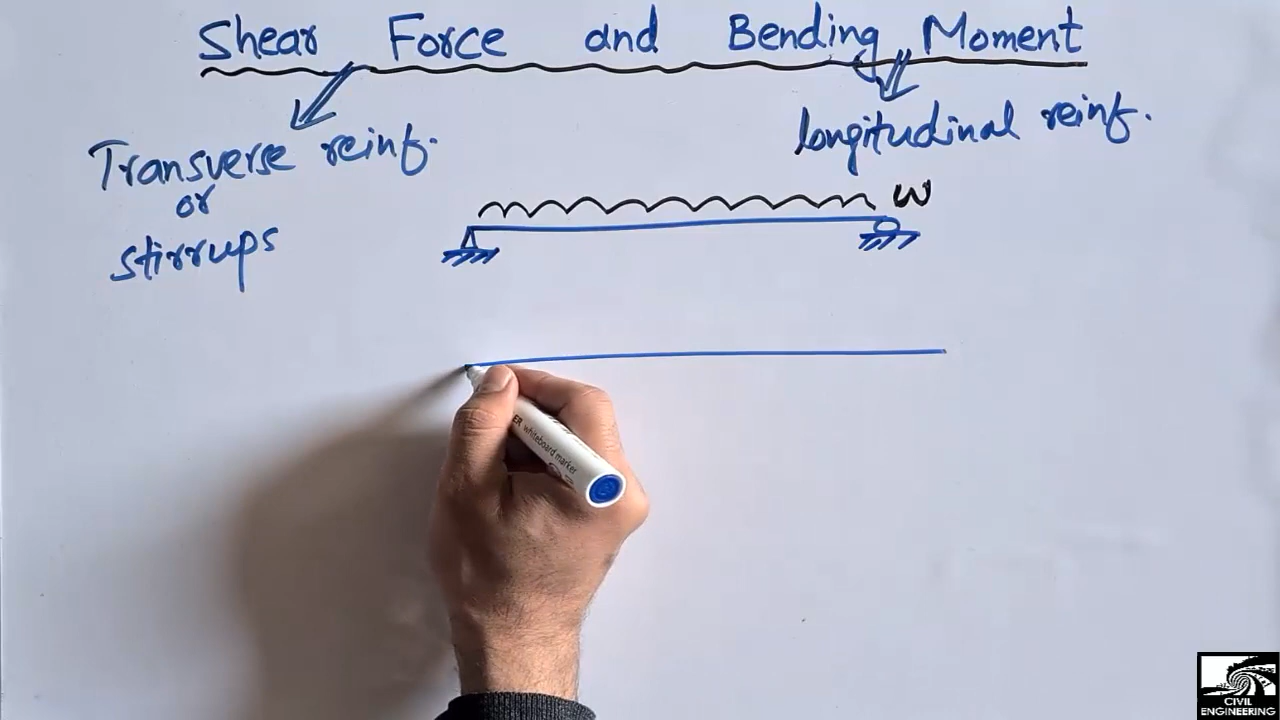 Shear Force and Bending Moment
Transverse reinf.
or
stirrups
longitudinal reinf.
W
whiteboard marker
CIVIL
ENGINEERING